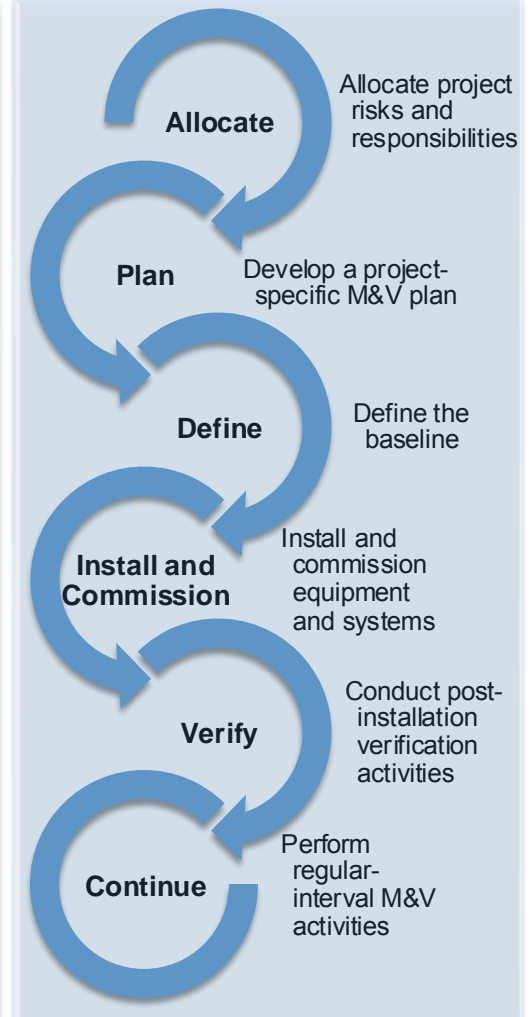 Allocate
Allocate project
risks and
responsibilities
Plan
Develop a project-
specific M&V plan
Define
Define the
baseline
Install and
Commission
Install and
commission
equipment
and systems
Verify
Conduct post-
installation
verification
activities
Continue
Perform
regular-
interval M&V
activities